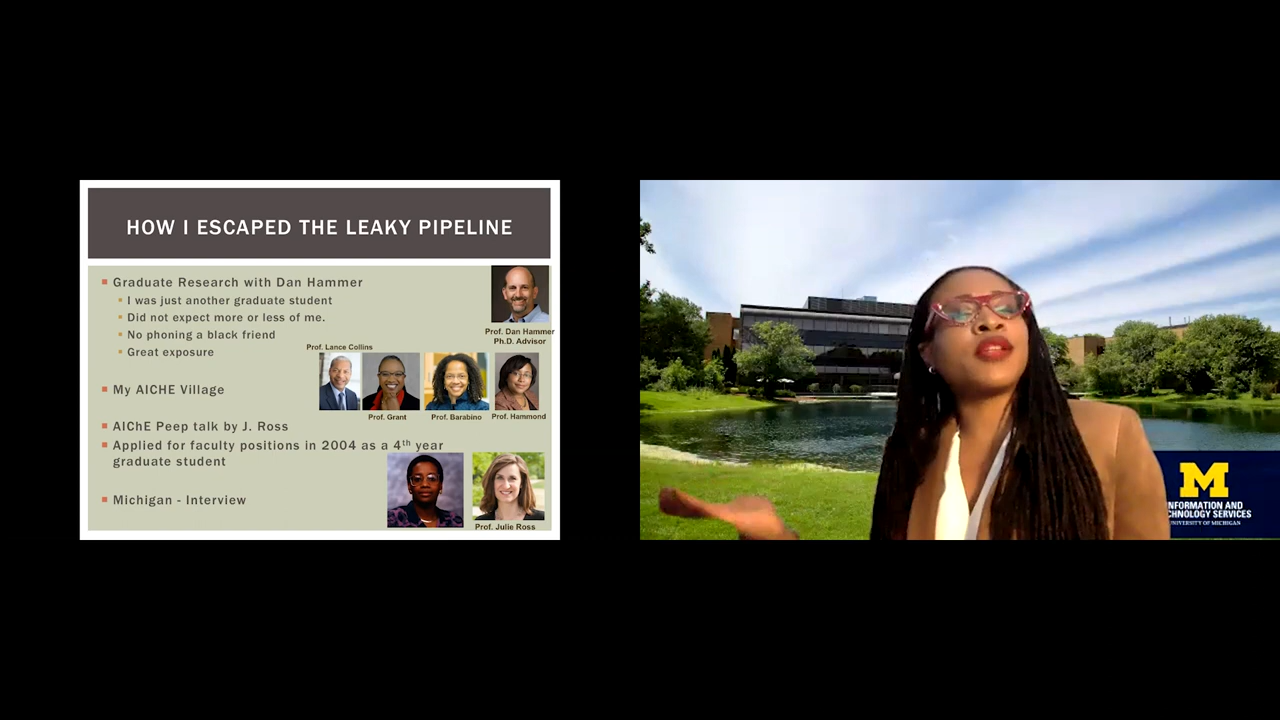 HOW I ESCAPED THE LEAKY PIPELINE
Graduate Research with Dan Hammer
I was just another graduate student
Did not expect more or less of me.
No phoning a black friend
Great exposure
Prof. Dan Hammer
Ph.D. Advisor
Prof. Lance Collins
My AICHE Village
Prof. Grant
Prof. Barabino
Prof. Hammond
AIChE Peep talk by J. Ross
Applied for faculty positions in 2004 as a 4th year
graduate student
Michigan - Interview
Prof. Julie Ross
M
INFORMATION AND
CHNOLOGY SERVICES
UNIVERSITY OF MICHIGAN